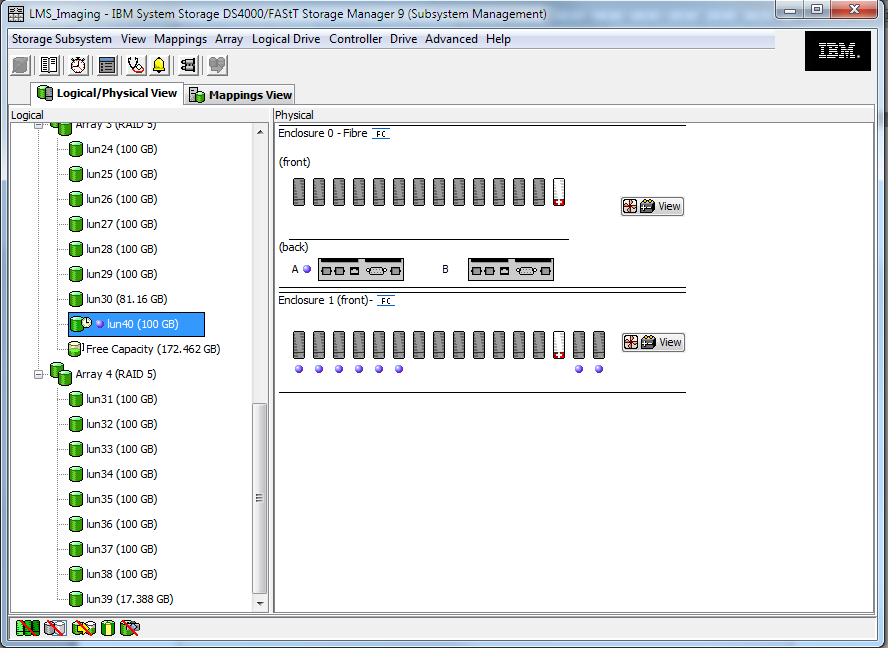 LMS_Imaging - IBM System Storage DS4000/FAStT Storage Manager 9 (Subsystem Management)
Storage Subsystem View Mappings Array Logical Drive Controller Drive Advanced Help
IBM.
Logical/Physical View Mappings View
Logical
Array 3 (RAID 5)
lun24 (100 GB)
lun25 (100 GB)
lun26 (100 GB)
lun27 (100 GB)
lun28 (100 GB)
lun29 (100 GB)
lun30 (81.16 GB)
lun40 (100 GB)
Free Capacity (172.462 GB)
Array 4 (RAID 5)
lun31 (100 GB)
lun32 (100 GB)
lun33 (100 GB)
lun34 (100 GB)
lun35 (100 GB)
lun36 (100 GB)
lun37 (100 GB)
lun38 (100 GB)
lun39 (17.388 GB)
Physical
Enclosure 0 - Fibre FC
(front)
View
(back)
A B
Enclosure 1 (front)- FC
View